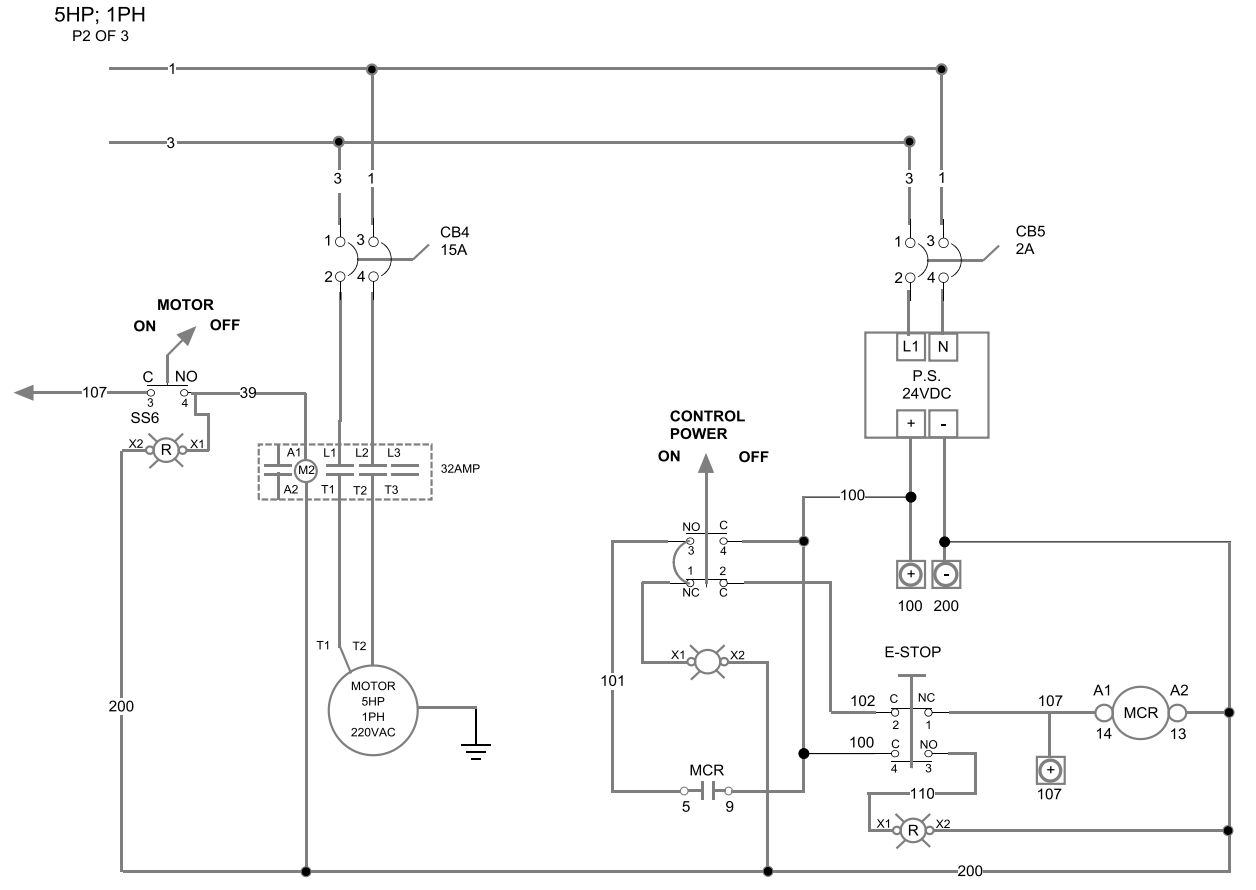 5HP; 1PH
P2 OF 3
1
3
3 1
3 1
1 3
CB4
15A
2 4
1 3
CB5
2A
2 4
MOTOR
ON OFF
C NO
107
39
3 4
SS6
X2 R X1
A1 L1 L2 L3
M2
32AMP
A2 T1 T2 T3
L1 N
P.S.
24VDC
+ -
CONTROL
POWER
ON OFF
100
NO C
3 4
1 2
NC C
+ -
100 200
X1 X2
T1 T2
MOTOR
5HP
1PH
220VAC
101
200
E-STOP
102 C NC
2 1
107
A1 A2
MCR
14 13
100 C NO
4 3
+
107
MCR
5 9
110
X1 R X2
200